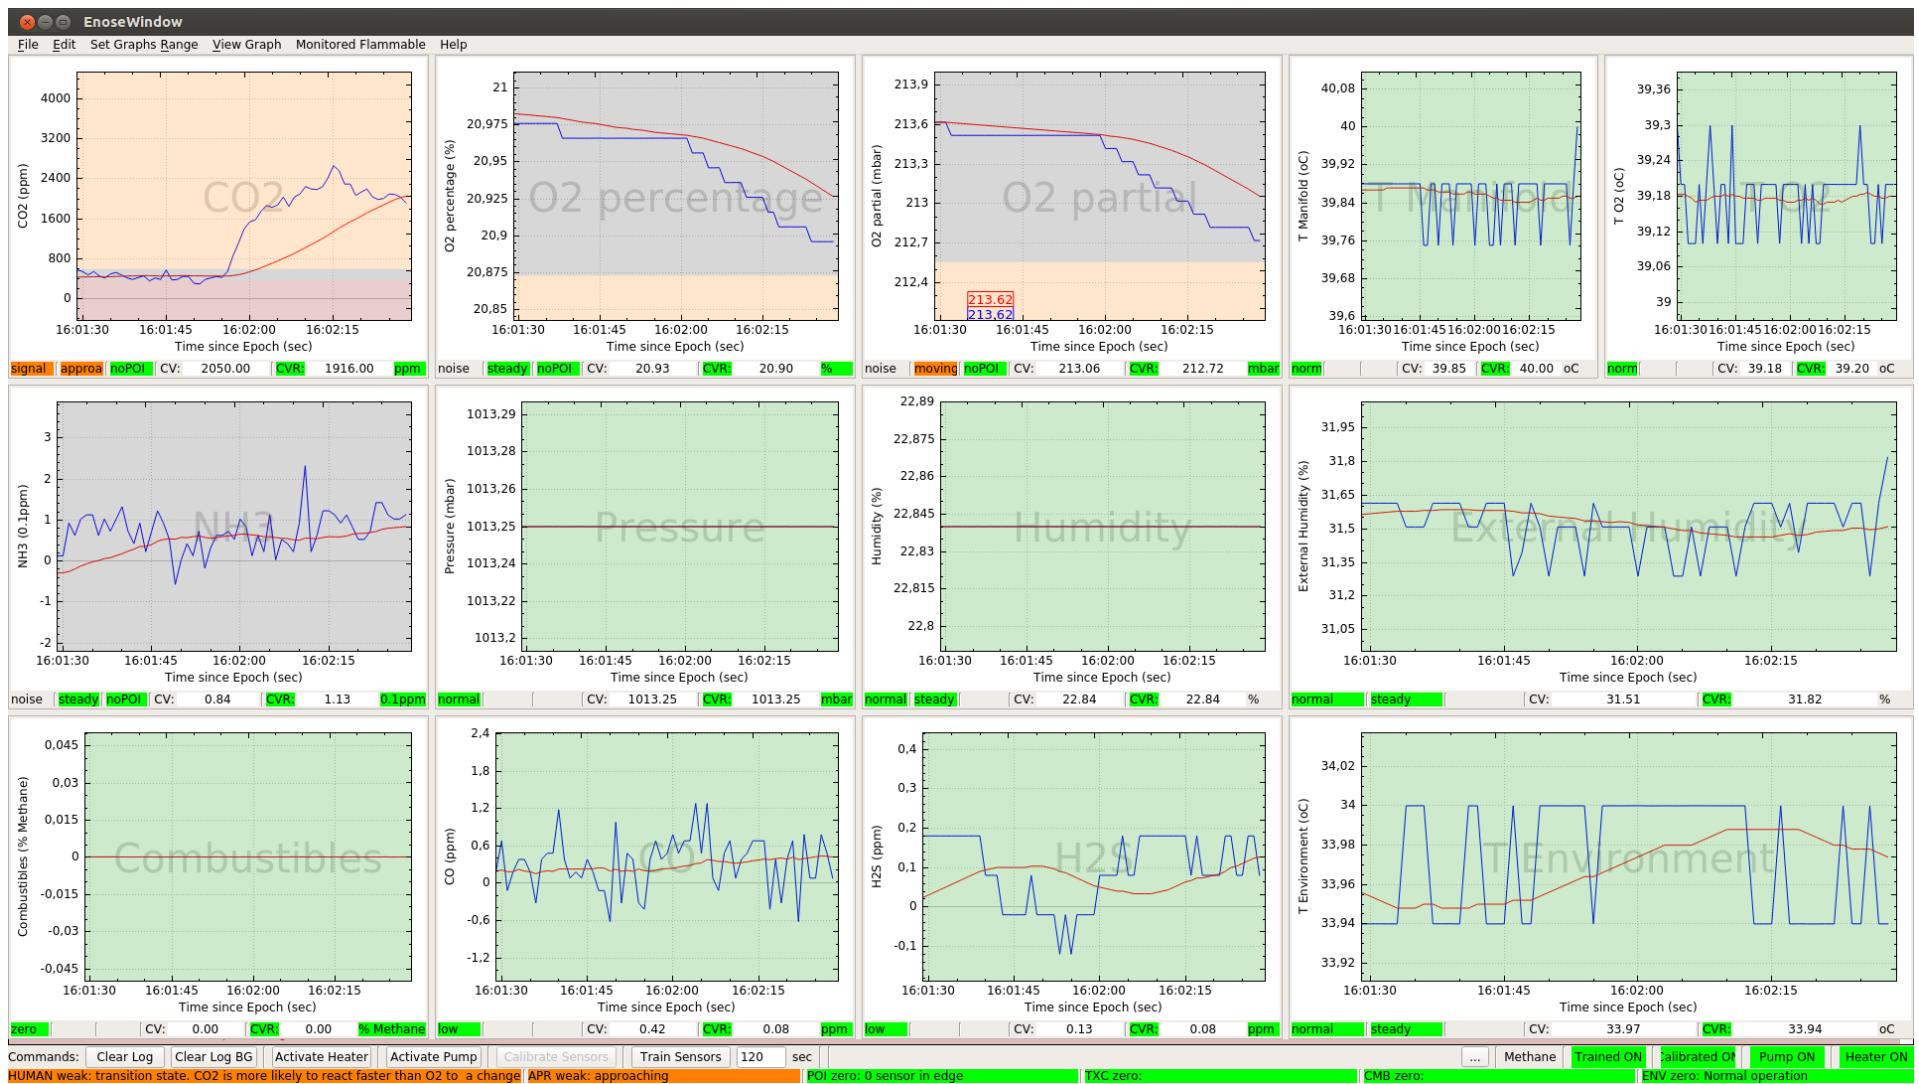 EnoseWindow
File Edit Set Graphs Range View Graph Monitored Flammable Help
CO2 (ppm)
4000
3200
2400
1600
800
0
CO2
16:01:30 16:01:45 16:02:00 16:02:15
Time since Epoch (sec)
signal approa noPOI CV: 2050.00 CVR: 1916.00 ppm
O2 percentage (%)
21
20,975
20,95
20,925
20,9
20,875
20,85
O2 percentage
16:01:30 16:01:45 16:02:00 16:02:15
Time since Epoch (sec)
noise steady noPOI CV: 20.93 CVR: 20.90 %
O2 partial (mbar)
213,9
213,6
213,3
213
212,7
212,4
O2 partial
213.62
213,62
16:01:30 16:01:45 16:02:00 16:02:15
Time since Epoch (sec)
noise moving noPOI CV: 213.06 CVR: 212.72 mbar
T Manifold (oC)
40,08
40
39,92
39,84
39,76
39,68
39,6
T Manifold
16:01:30 16:01:45 16:02:00 16:02:15
Time since Epoch (sec)
norm CV: 39.85 CVR: 40.00 oC
T O2 (oC)
39,36
39,3
39,24
39,18
39,12
39,06
39
T O2
16:01:30 16:01:45 16:02:00 16:02:15
Time since Epoch (sec)
norm CV: 39.18 CVR: 39.20 oC
NH3 (0.1ppm)
3
2
1
0
-1
-2
NH3
16:01:30 16:01:45 16:02:00 16:02:15
Time since Epoch (sec)
noise steady noPOI CV: 0.84 CVR: 1.13 0.1ppm
Pressure (mbar)
1013,29
1013,28
1013,26
1013,25
1013,24
1013,22
1013,2
Pressure
16:01:30 16:01:45 16:02:00 16:02:15
Time since Epoch (sec)
normal CV: 1013.25 CVR: 1013.25 mbar
Humidity (%)
22,89
22,875
22,86
22,845
22,83
22,815
22,8
Humidity
16:01:30 16:01:45 16:02:00 16:02:15
Time since Epoch (sec)
normal steady CV: 22.84 CVR: 22.84 %
External Humidity (%)
31,95
31,8
31,65
31,5
31,35
31,2
31,05
External Humidity
16:01:30 16:01:45 16:02:00 16:02:15
Time since Epoch (sec)
normal steady CV: 31.51 CVR: 31.82 %
Combustibles (% Methane)
0,045
0,03
0,015
0
-0,015
-0,03
-0,045
Combustibles
16:01:30 16:01:45 16:02:00 16:02:15
Time since Epoch (sec)
zero CV: 0.00 CVR: 0.00 % Methane
CO (ppm)
2,4
1,8
1,2
0,6
0
-0,6
-1,2
CO
16:01:30 16:01:45 16:02:00 16:02:15
Time since Epoch (sec)
low CV: 0.42 CVR: 0.08 ppm
H2S (ppm)
0,4
0,3
0,2
0,1
0
-0,1
H2S
16:01:30 16:01:45 16:02:00 16:02:15
Time since Epoch (sec)
low CV: 0.13 CVR: 0.08 ppm
T Environment (oC)
34,02
34
33,98
33,96
33,94
33,92
T Environment
16:01:30 16:01:45 16:02:00 16:02:15
Time since Epoch (sec)
normal steady CV: 33.97 CVR: 33.94 oC
Commands: Clear Log Clear Log BG Activate Heater Activate Pump Calibrate Sensors Train Sensors 120 sec ... Methane Trained ON Calibrated ON Pump ON Heater ON
HUMAN weak: transition state. CO2 is more likely to react faster than O2 to a change APR weak: approaching POI zero: 0 sensor in edge TXC zero: CMB zero: ENV zero: Normal operation